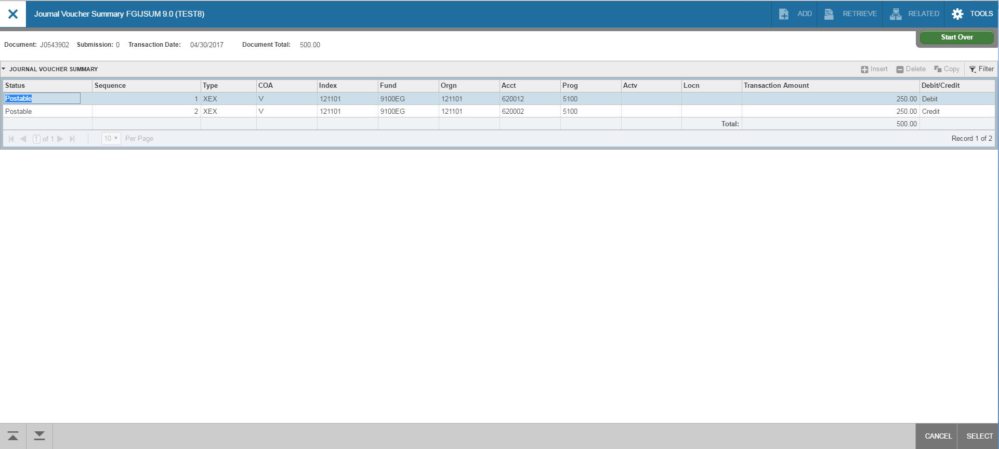 Journal Voucher Summary FGIJSUM 9.0 (TEST8) ADD RETRIEVE RELATED TOOLS
Start Over
Document: J0543902 Submission: 0 Transaction Date: 04/30/2017 Document Total: 500.00
JOURNAL VOUCHER SUMMARY Insert Delete Copy Filter
Status Sequence Type COA Index Fund Orgn Acct Prog Actv Locn Transaction Amount Debit/Credit
Postable 1 XEX V 121101 9100EG 121101 620012 5100 250.00 Debit
Postable 2 XEX V 121101 9100EG 121101 620002 5100 250.00 Credit
Total: 500.00
1 of 1 10 Per Page Record 1 of 2
CANCEL SELECT